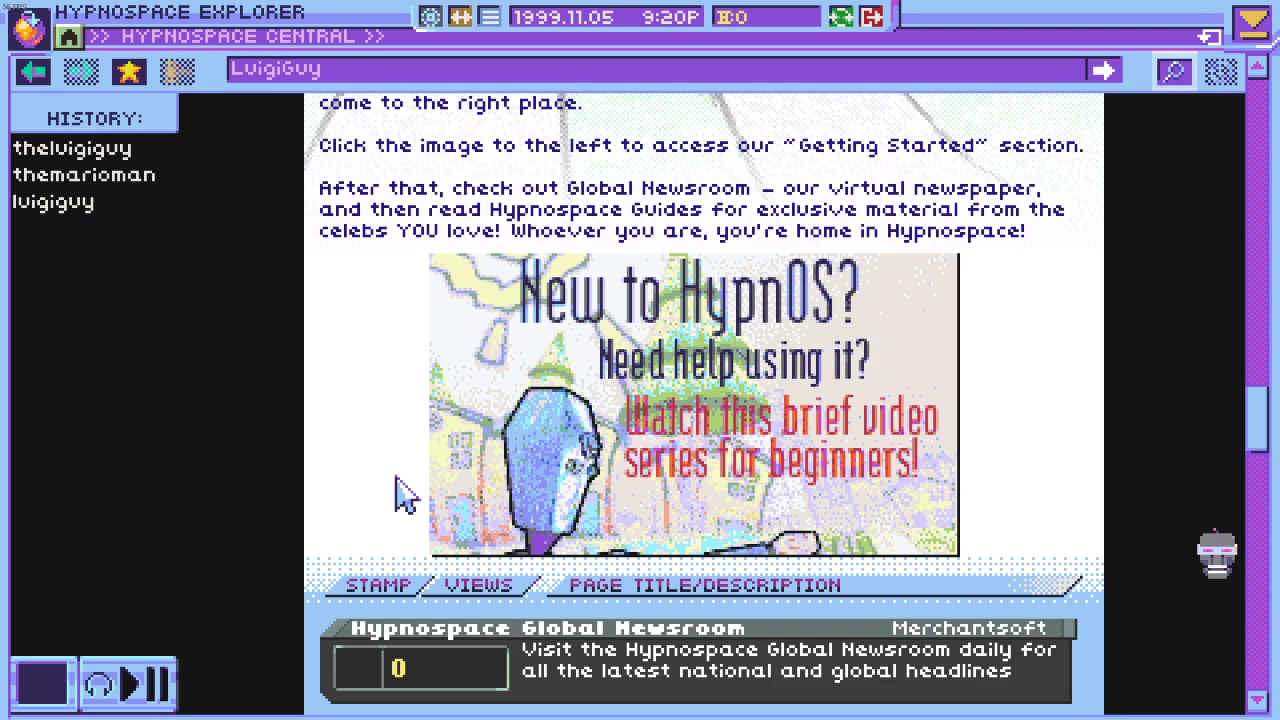 HYPNOSPACE EXPLORER
1999.11.05 9:20P
0
>> HYPNOSPACE CENTRAL >>
LuigiGuy
HISTORY:
theluigiguy
themarioman
luigiguy
come to the right place.
Click the image to the left to access our "Getting Started" section.
After that, check out Global Newsroom - our virtual newspaper,
and then read Hypnospace Guides for exclusive material from the
celebs YOU love! Whoever you are, you're home in Hypnospace!
New to HypnOS?
Need help using it?
Watch this brief video
series for beginners!
STAMP VIEWS PAGE TITLE/DESCRIPTION
Hypnospace Global Newsroom Merchantsoft
0
Visit the Hypnospace Global Newsroom daily for
all the latest national and global headlines